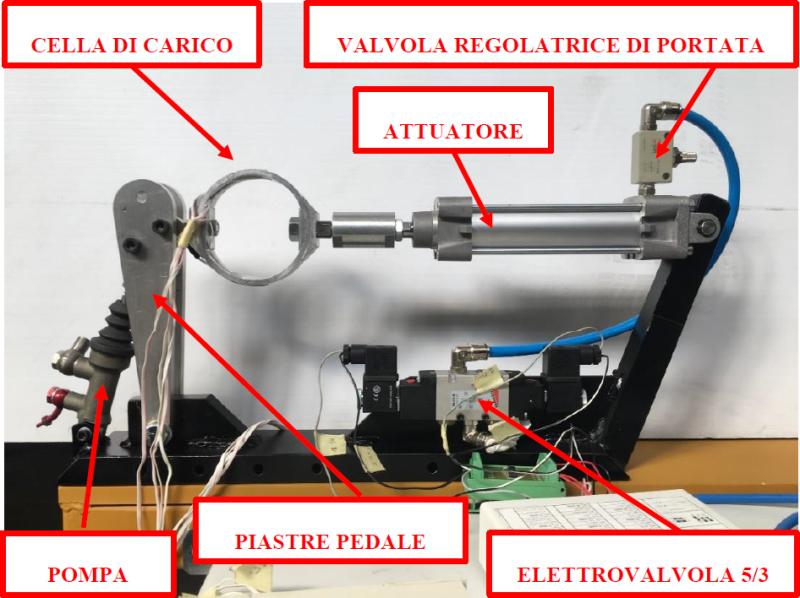 CELLA DI CARICO
VALVOLA REGOLATRICE DI PORTATA
ATTUATORE
PIASTRE PEDALE
POMPA
ELETTROVALVOLA 5/3